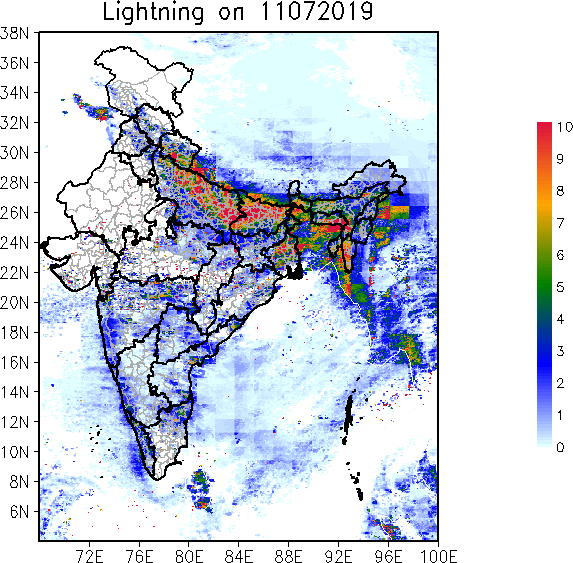 Lightning on 11072019
38N
36N
34N
32N
30N
28N
26N
24N
22N
20N
18N
16N
14N
12N
10N
8N
6N
72E 76E 80E 84E 88E 92E 96E 100E
10
9
8
7
6
5
4
3
2
1
0